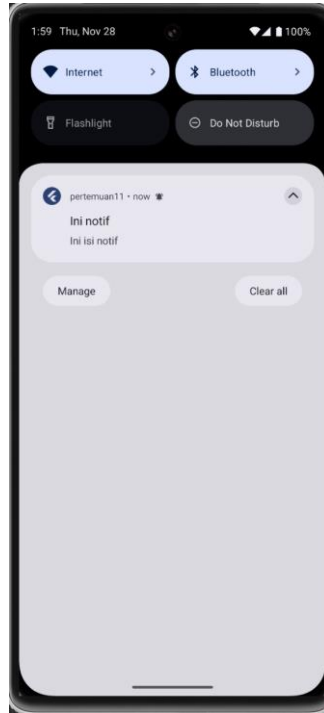 1:59 Thu, Nov 28 100%
Internet Bluetooth
Flashlight Do Not Disturb
pertemuan11 • now
Ini notif
Ini isi notif
Manage Clear all